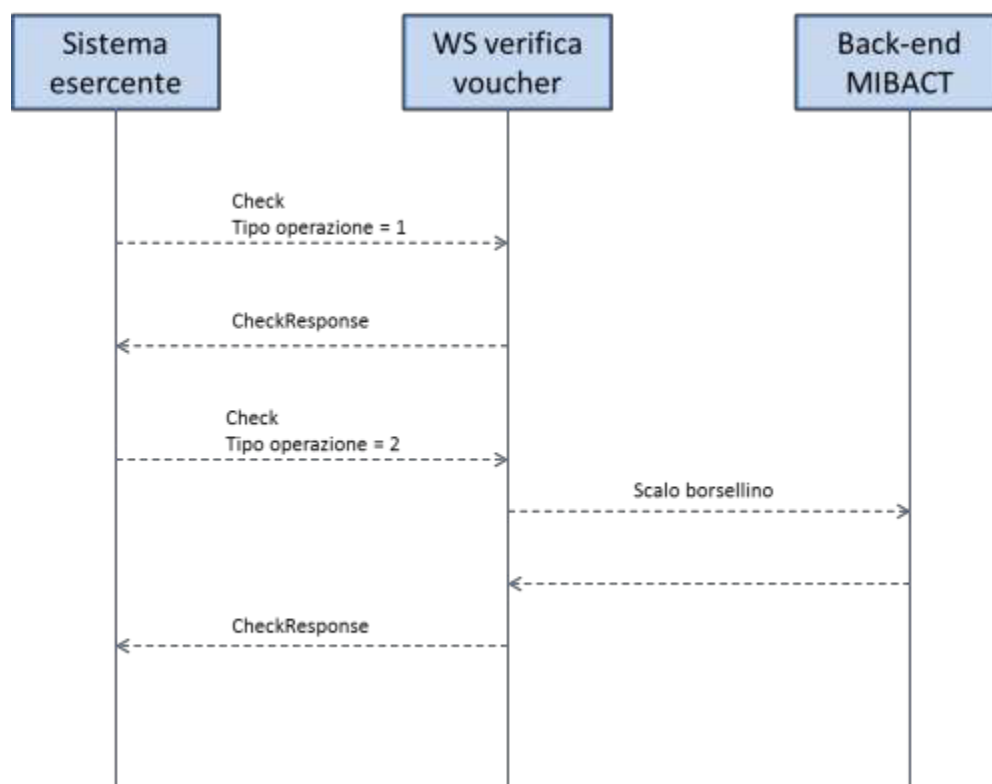 Sistema
esercente
WS verifica
voucher
Back-end
MIBACT
Check
Tipo operazione = 1
CheckResponse
Check
Tipo operazione = 2
Scalo borsellino
CheckResponse